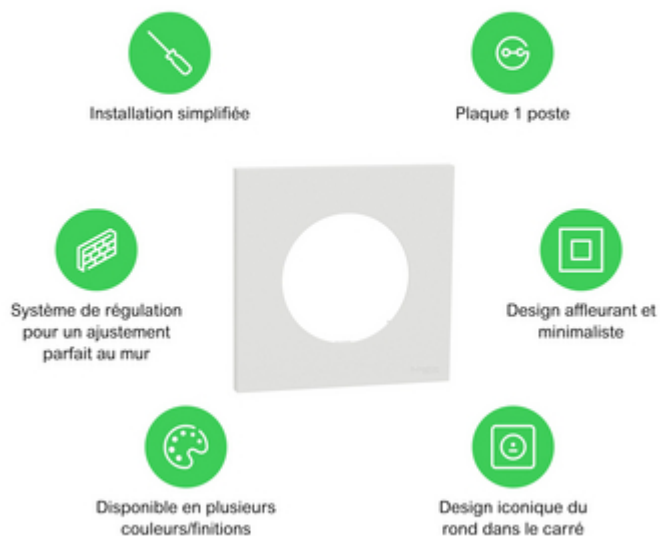 Installation simplifiée
Plaque 1 poste
Système de régulation
pour un ajustement
parfait au mur
Design affleurant et
minimaliste
Disponible en plusieurs
couleurs/finitions
Design iconique du
rond dans le carré